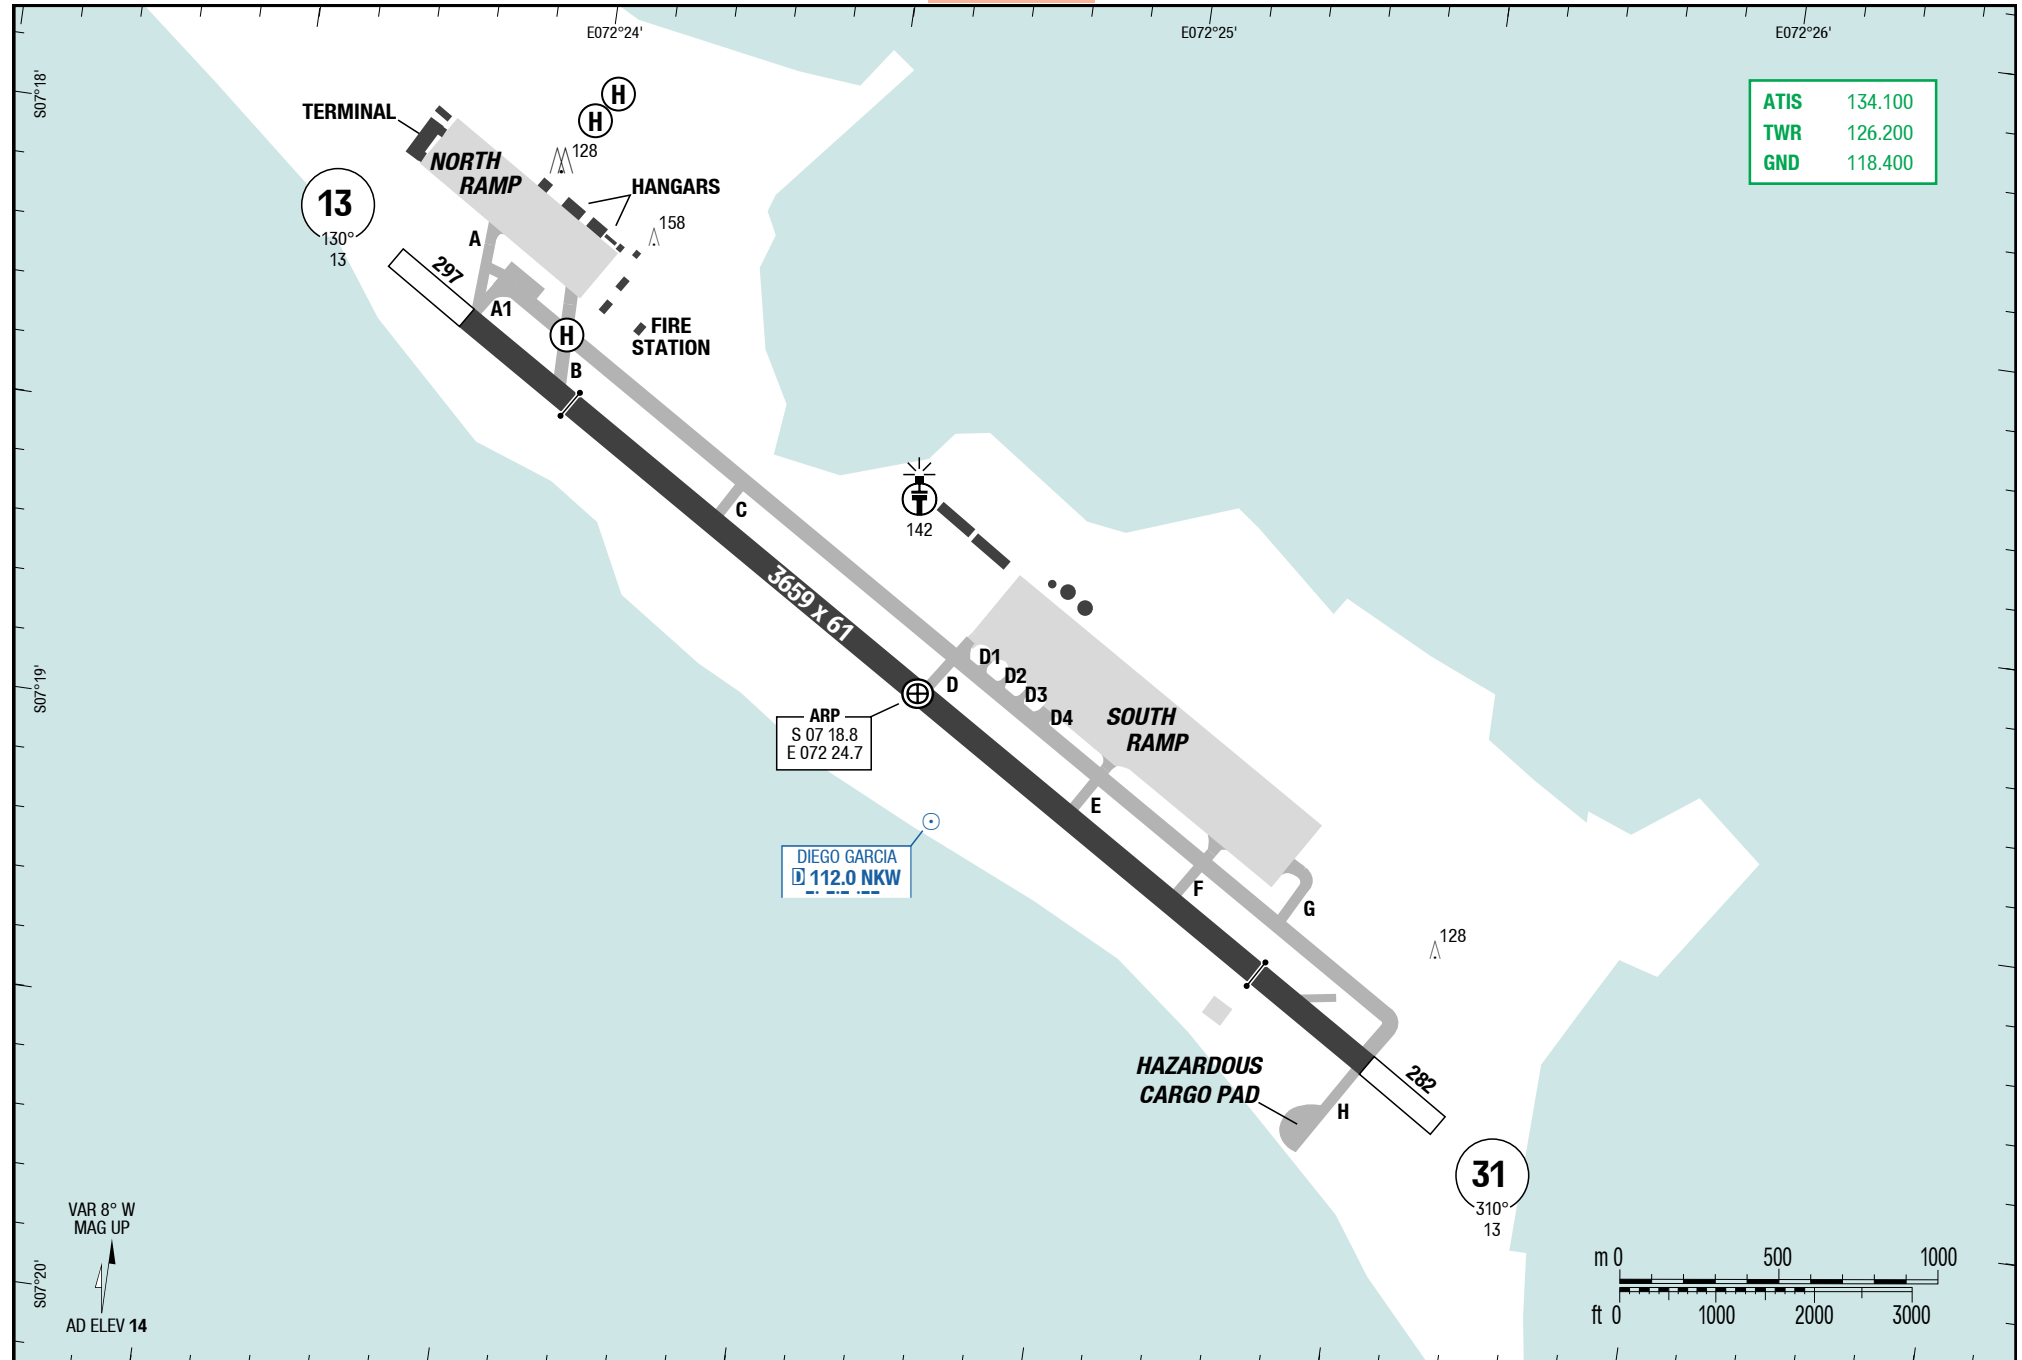 E072°24'
E072°25'
E072°26'
S07°18'
ATIS 134.100
TWR 126.200
GND 118.400
TERMINAL
H
H
128
NORTH
RAMP
HANGARS
13
130°
13
158
A
297
A1
FIRE
STATION
H
B
C
142
3659 x 61
S07°19'
D1
D2
D
D3
D4
ARP
S 07 18.8
E 072 24.7
SOUTH
RAMP
E
DIEGO GARCIA
D 112.0 NKW
F
G
128
HAZARDOUS
CARGO PAD
282
H
31
310°
13
VAR 8° W
MAG UP
S07°20'
AD ELEV 14
m 0 500 1000
ft 0 1000 2000 3000